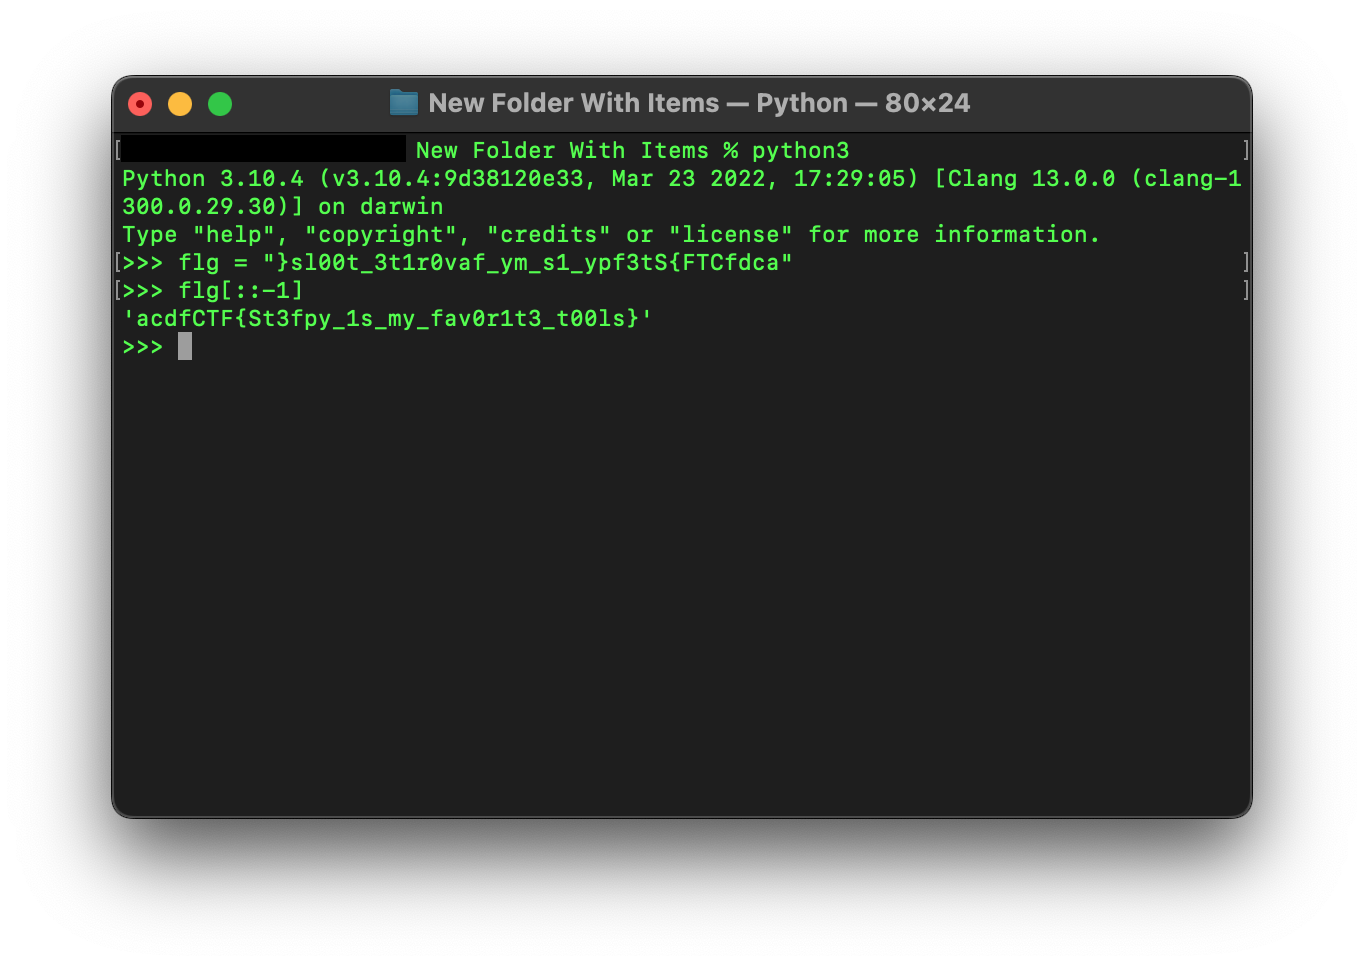 New Folder With Items — Python — 80×24
[ New Folder With Items % python3 ]
Python 3.10.4 (v3.10.4:9d38120e33, Mar 23 2022, 17:29:05) [Clang 13.0.0 (clang-1
300.0.29.30)] on darwin
Type "help", "copyright", "credits" or "license" for more information.
[>>> flg = "}sl00t_3t1r0vaf_ym_s1_ypf3tS{FTCfdca" ]
[>>> flg[::-1] ]
'acdfCTF{St3fpy_1s_my_fav0r1t3_t00ls}'
>>>